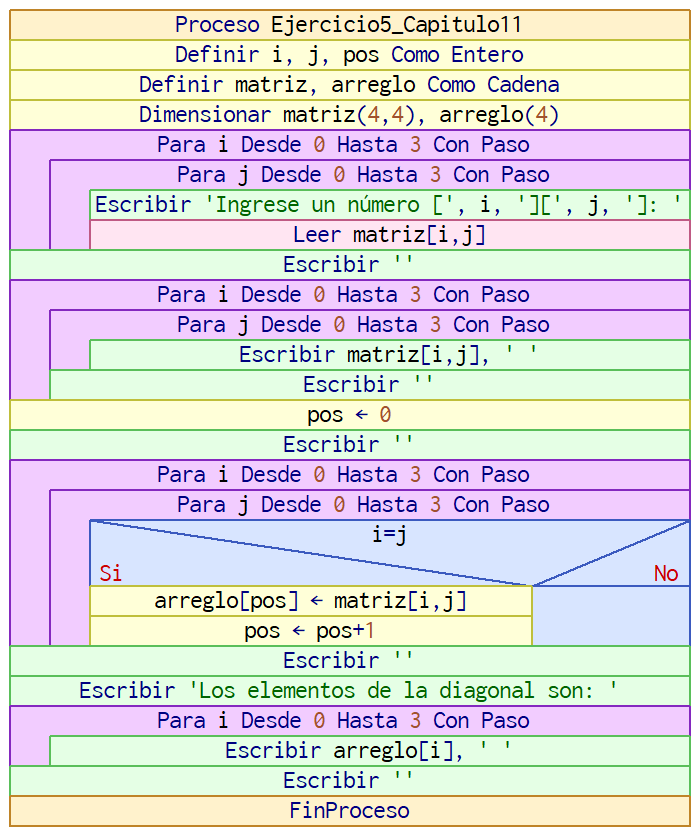 Proceso Ejercicio5_Capitulo11
Definir i, j, pos Como Entero
Definir matriz, arreglo Como Cadena
Dimensionar matriz(4,4), arreglo(4)
Para i Desde 0 Hasta 3 Con Paso
Para j Desde 0 Hasta 3 Con Paso
Escribir 'Ingrese un número [', i, '][', j, ']: '
Leer matriz[i,j]
Escribir ''
Para i Desde 0 Hasta 3 Con Paso
Para j Desde 0 Hasta 3 Con Paso
Escribir matriz[i,j], ' '
Escribir ''
pos ← 0
Escribir ''
Para i Desde 0 Hasta 3 Con Paso
Para j Desde 0 Hasta 3 Con Paso
i=j
Si No
arreglo[pos] ← matriz[i,j]
pos ← pos+1
Escribir ''
Escribir 'Los elementos de la diagonal son: '
Para i Desde 0 Hasta 3 Con Paso
Escribir arreglo[i], ' '
Escribir ''
FinProceso